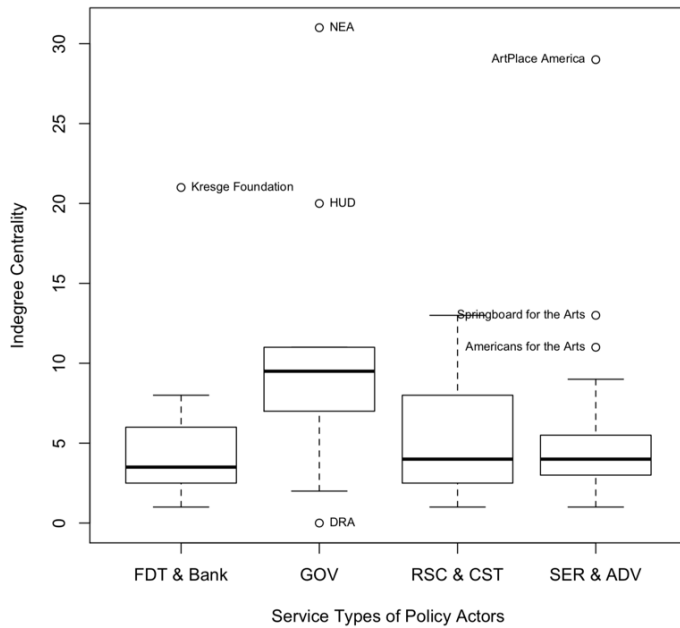 30
NEA
ArtPlace America
25
Kresge Foundation
20
HUD
Indegree Centrality
15
Springboard for the Arts
Americans for the Arts
10
5
0
DRA
FDT & Bank
GOV
RSC & CST
SER & ADV
Service Types of Policy Actors